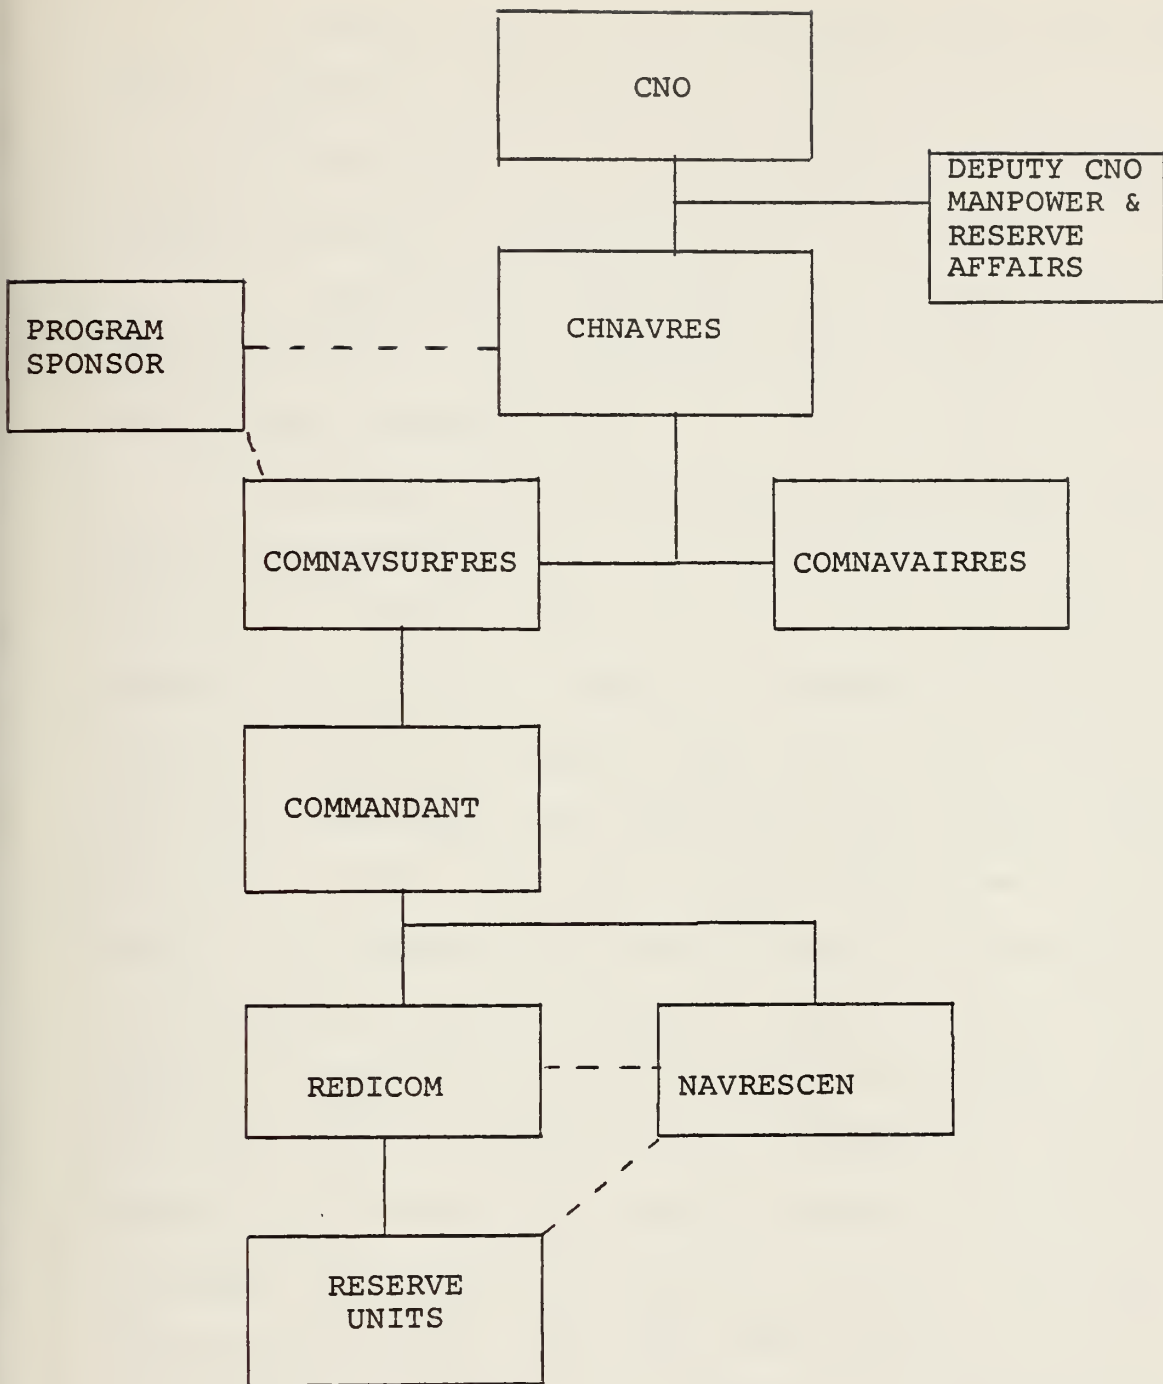 CNO
DEPUTY CNO
MANPOWER &
RESERVE
AFFAIRS
CHNAVRES
PROGRAM
SPONSOR
COMNAVSURFRES
COMNAVAIRRES
COMMANDANT
REDICOM
NAVRESCEN
RESERVE
UNITS